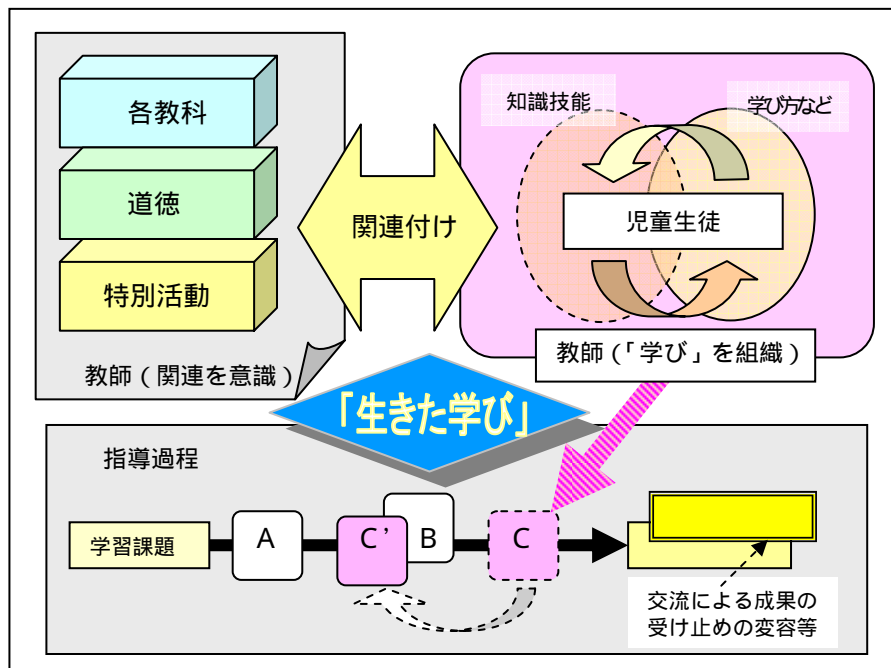 各教科
道徳
特別活動
教師（関連を意識）
関連付け
知識技能
学び方など
児童生徒
教師（「学び」を組織）
「生きた学び」
指導過程
学習課題
A
C’
B
C
交流による成果の
受け止めの変容等